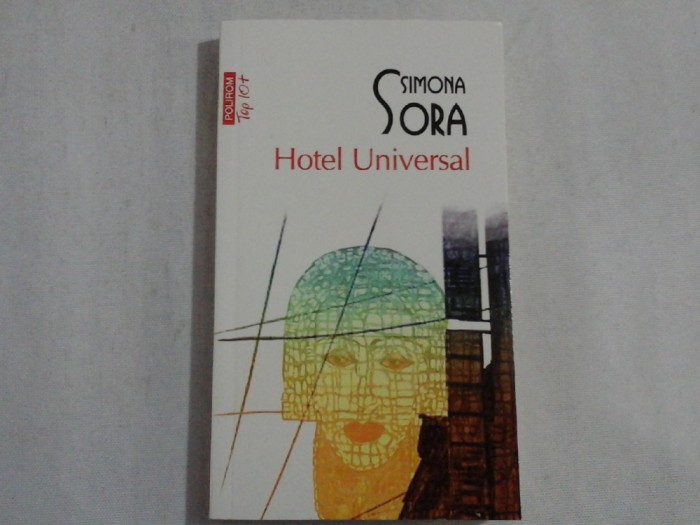 POLIROM
Top 10+
SIMONA
SORA
Hotel Universal